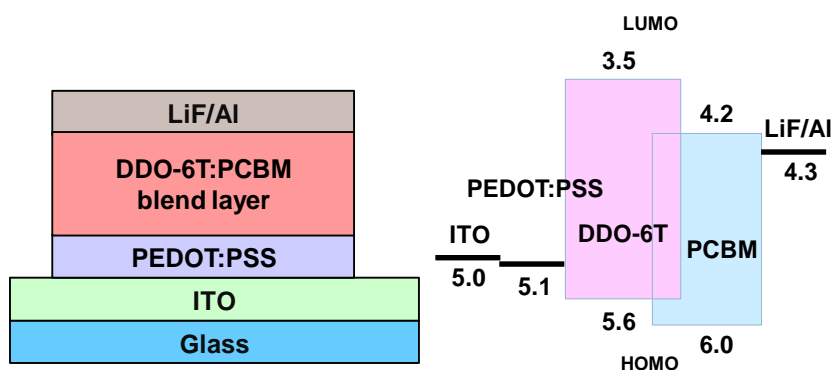 LiF/Al
DDO-6T:PCBM
blend layer
PEDOT:PSS
ITO
Glass
LUMO
3.5
4.2
LiF/Al
4.3
PEDOT:PSS
ITO
DDO-6T
PCBM
5.0
5.1
5.6
6.0
HOMO